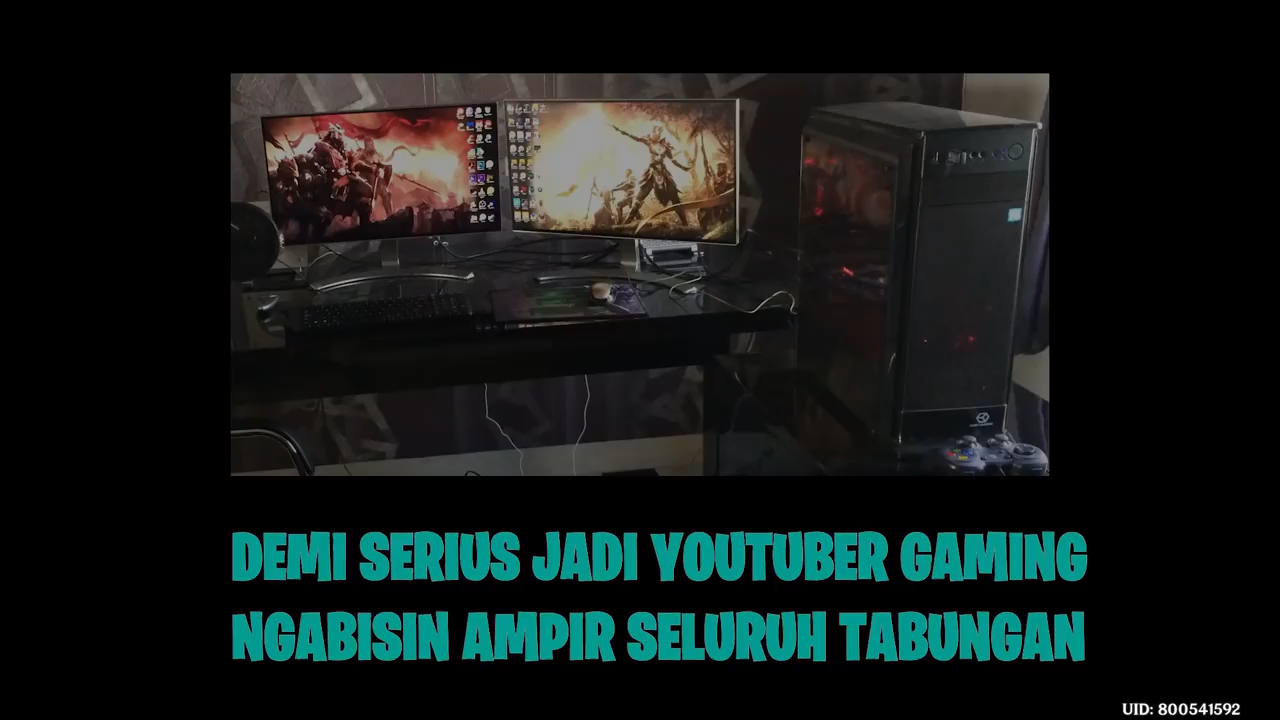 DEMI SERIUS JADI YOUTUBER GAMING
NGABISIN AMPIR SELURUH TABUNGAN
UID: 800541592